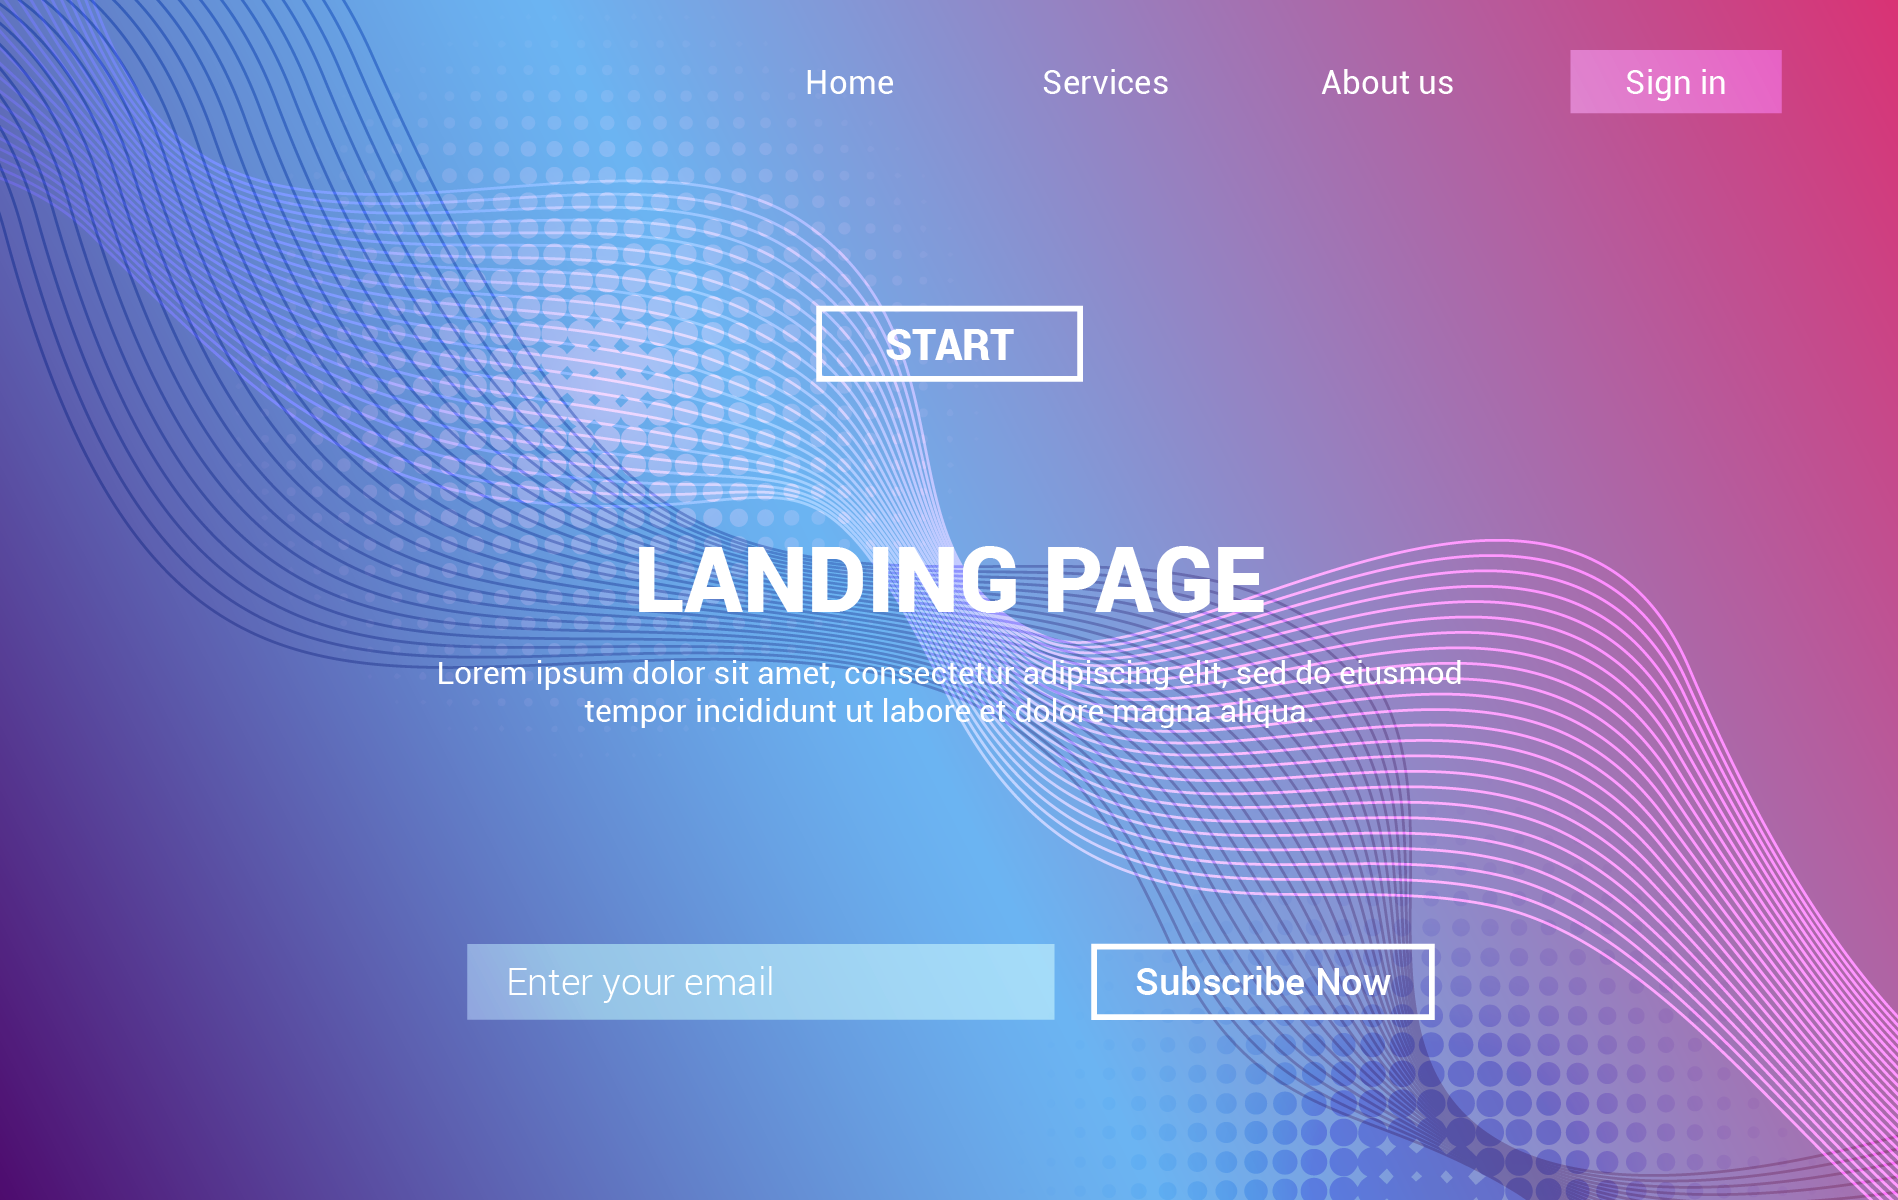 Home Services About us Sign in
START
LANDING PAGE
Lorem ipsum dolor sit amet, consectetur adipiscing elit, sed do eiusmod
tempor incididunt ut labore et dolore magna aliqua.
Enter your email Subscribe Now